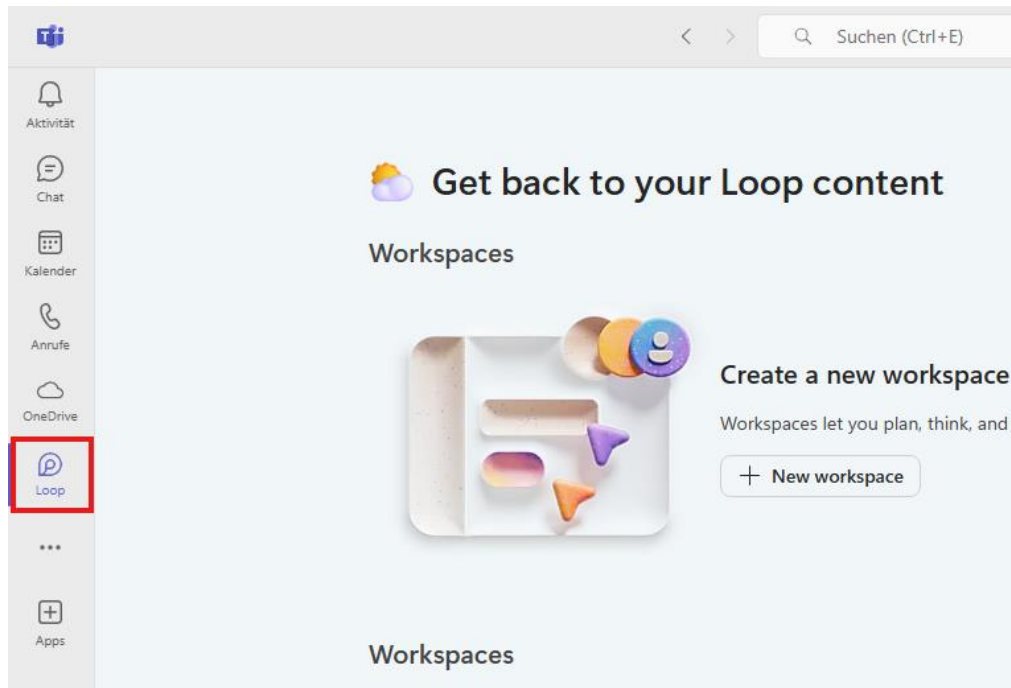 Suchen (Ctrl+E)
Aktivität
Chat
Kalender
Anrufe
OneDrive
Loop
Apps
Get back to your Loop content
Workspaces
Create a new workspace
Workspaces let you plan, think, and
New workspace
Workspaces